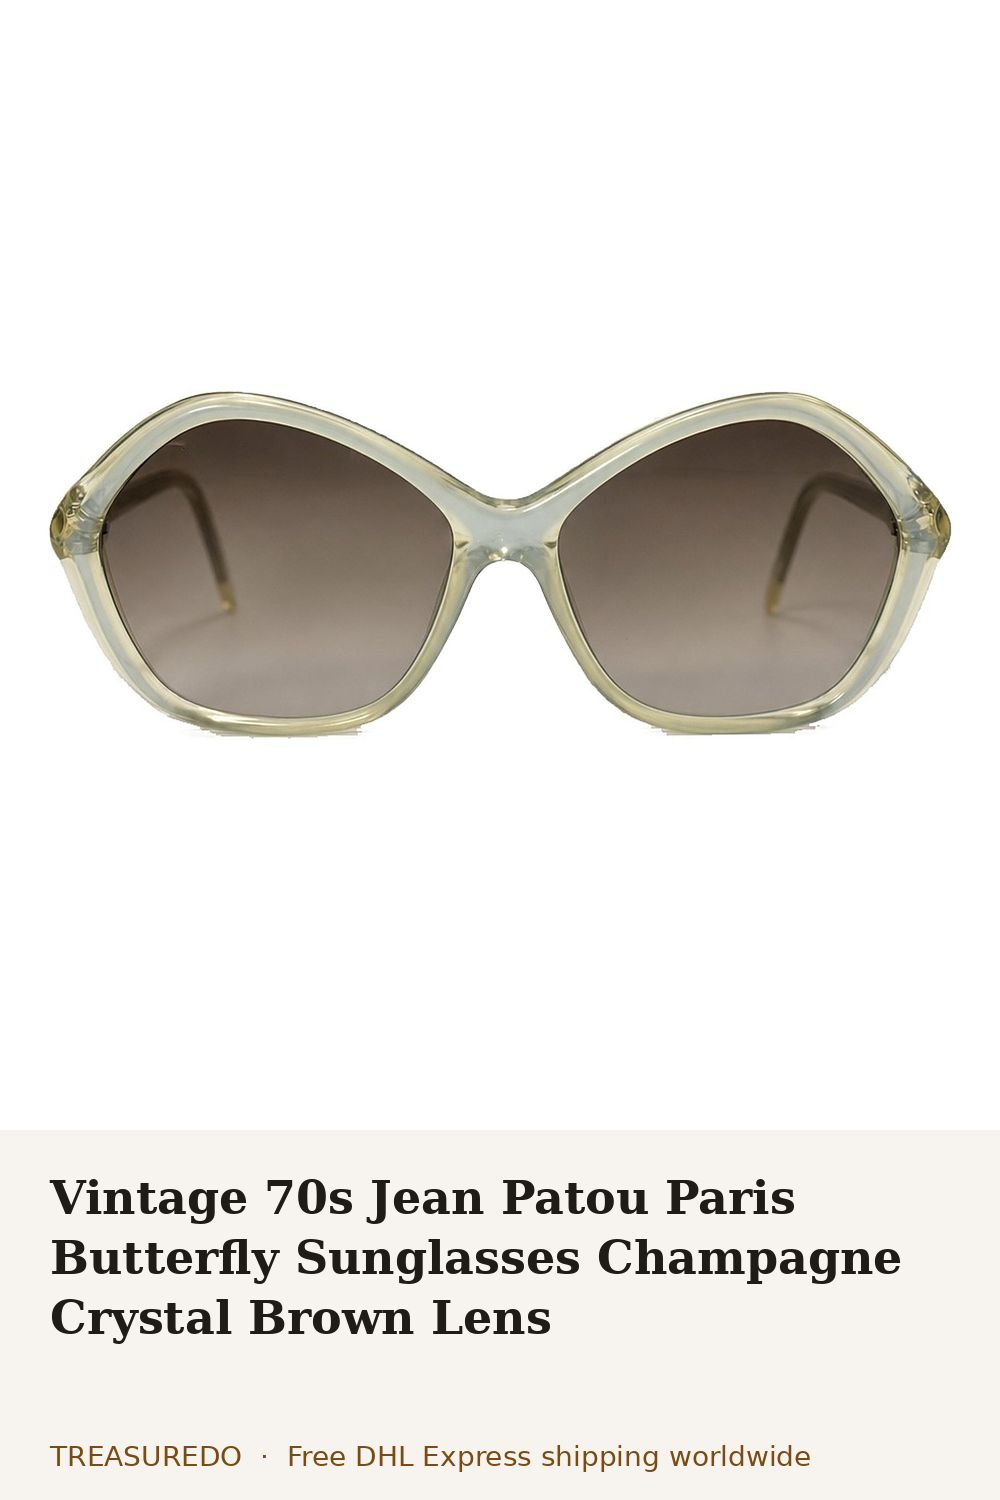 Vintage 70s Jean Patou Paris
Butterfly Sunglasses Champagne
Crystal Brown Lens
TREASUREDO · Free DHL Express shipping worldwide